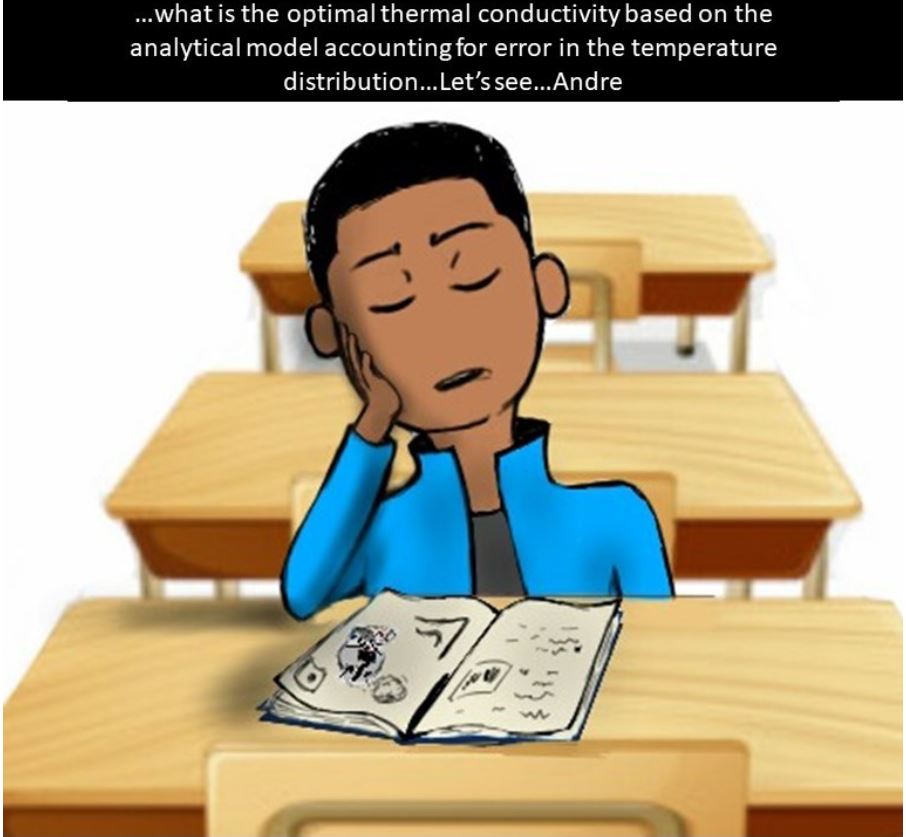 ...what is the optimal thermal conductivity based on the
analytical model accounting for error in the temperature
distribution...Let's see...Andre